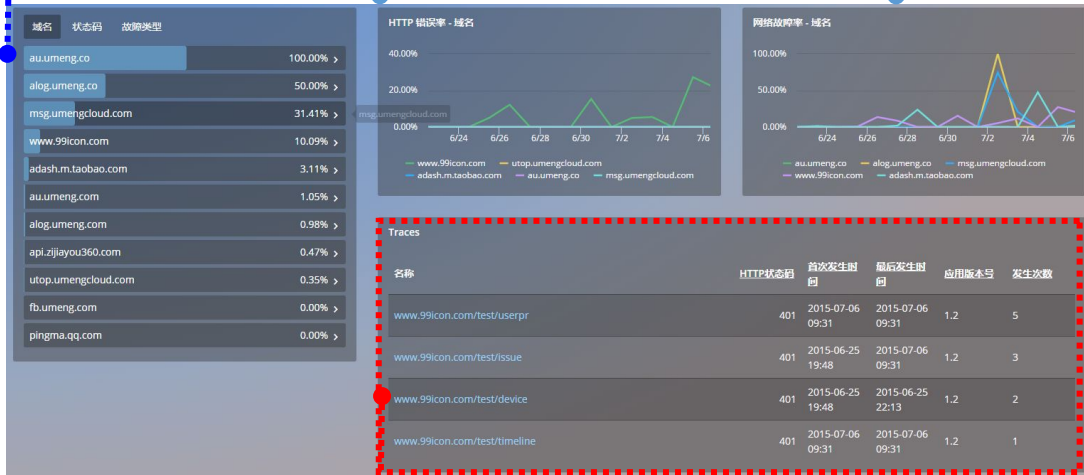 域名 状态码 故障类型
au.umeng.co 100.00%
alog.umeng.co 50.00%
msg.umengcloud.com 31.41%
www.99icon.com 10.09%
adash.m.taobao.com 3.11%
au.umeng.com 1.05%
alog.umeng.com 0.98%
api.zijiayou360.com 0.47%
utop.umengcloud.com 0.35%
fb.umeng.com 0.00%
pingma.qq.com 0.00%
msg.umengcloud.com
HTTP 错误率 - 域名
40.00%
20.00%
0.00%
6/24 6/26 6/28 6/30 7/2 7/4 7/6
www.99icon.com utop.umengcloud.com
adash.m.taobao.com au.umeng.co msg.umengcloud.com
网络故障率 - 域名
100.00%
50.00%
0.00%
6/24 6/26 6/28 6/30 7/2 7/4 7/6
au.umeng.co alog.umeng.co msg.umengcloud.com
www.99icon.com adash.m.taobao.com
Traces
名称 HTTP状态码 首次发生时间 最后发生时间 应用版本号 发生次数
www.99icon.com/test/userpr 401 2015-07-06 09:31 2015-07-06 09:31 1.2 5
www.99icon.com/test/issue 401 2015-06-25 19:48 2015-07-06 09:31 1.2 3
www.99icon.com/test/device 401 2015-06-25 19:48 2015-06-25 22:13 1.2 2
www.99icon.com/test/timeline 401 2015-07-06 09:31 2015-07-06 09:31 1.2 1